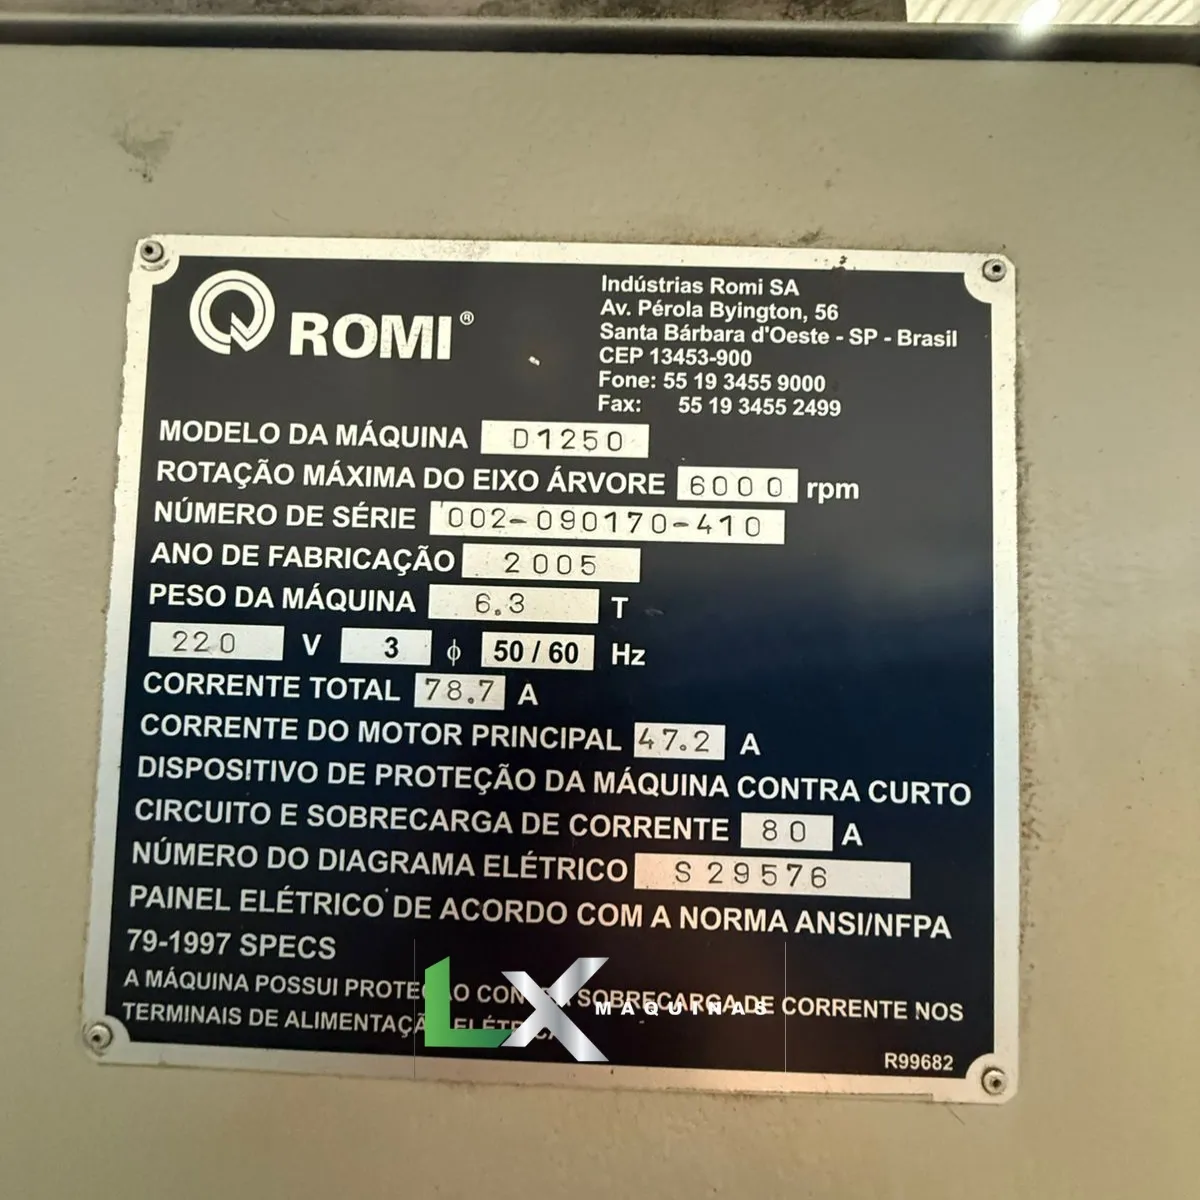 ROMI®
Indústrias Romi SA
Av. Pérola Byington, 56
Santa Bárbara d'Oeste - SP - Brasil
CEP 13453-900
Fone: 55 19 3455 9000
Fax: 55 19 3455 2499
MODELO DA MÁQUINA D1250
ROTAÇÃO MÁXIMA DO EIXO ÁRVORE 6000 rpm
NÚMERO DE SÉRIE 002-090170-410
ANO DE FABRICAÇÃO 2005
PESO DA MÁQUINA 6.3 T
220 V 3 ϕ 50 / 60 Hz
CORRENTE TOTAL 78.7 A
CORRENTE DO MOTOR PRINCIPAL 47.2 A
DISPOSITIVO DE PROTEÇÃO DA MÁQUINA CONTRA CURTO
CIRCUITO E SOBRECARGA DE CORRENTE 80 A
NÚMERO DO DIAGRAMA ELÉTRICO S29576
PAINEL ELÉTRICO DE ACORDO COM A NORMA ANSI/NFPA
79-1997 SPECS
A MÁQUINA POSSUI PROTEÇÃO CONTRA SOBRECARGA DE CORRENTE NOS
TERMINAIS DE ALIMENTAÇÃO ELÉTRICA
LX MÁQUINAS
R99682